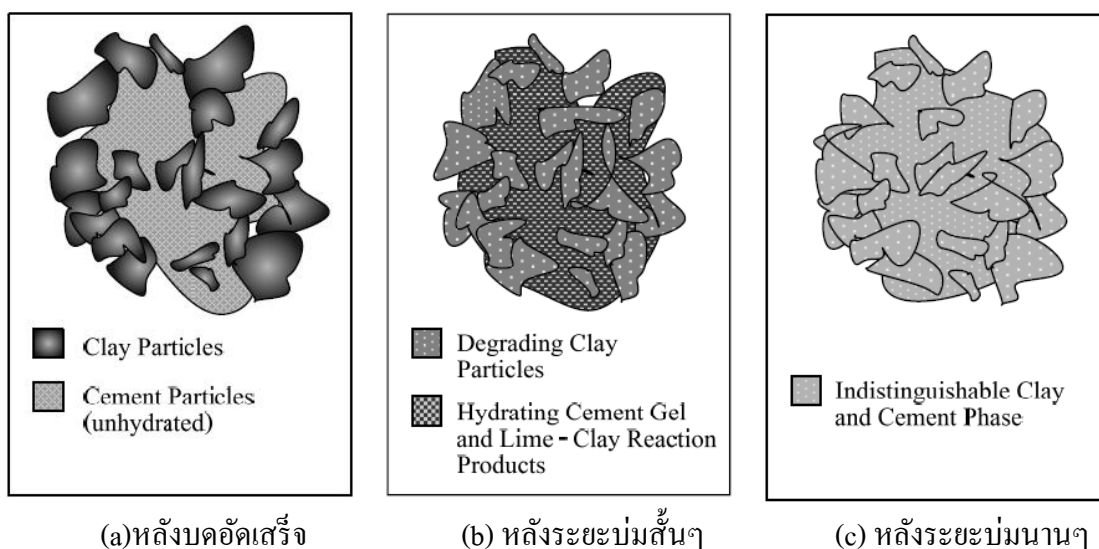 Clay Particles
Cement Particles
(unhydrated)
Degrading Clay
Particles
Hydrating Cement Gel
and Lime - Clay Reaction
Products
Indistinguishable Clay
and Cement Phase
(a)หลังบดอัดเสร็จ
(b) หลังระยะบ่มสั้นๆ
(c) หลังระยะบ่มนานๆ